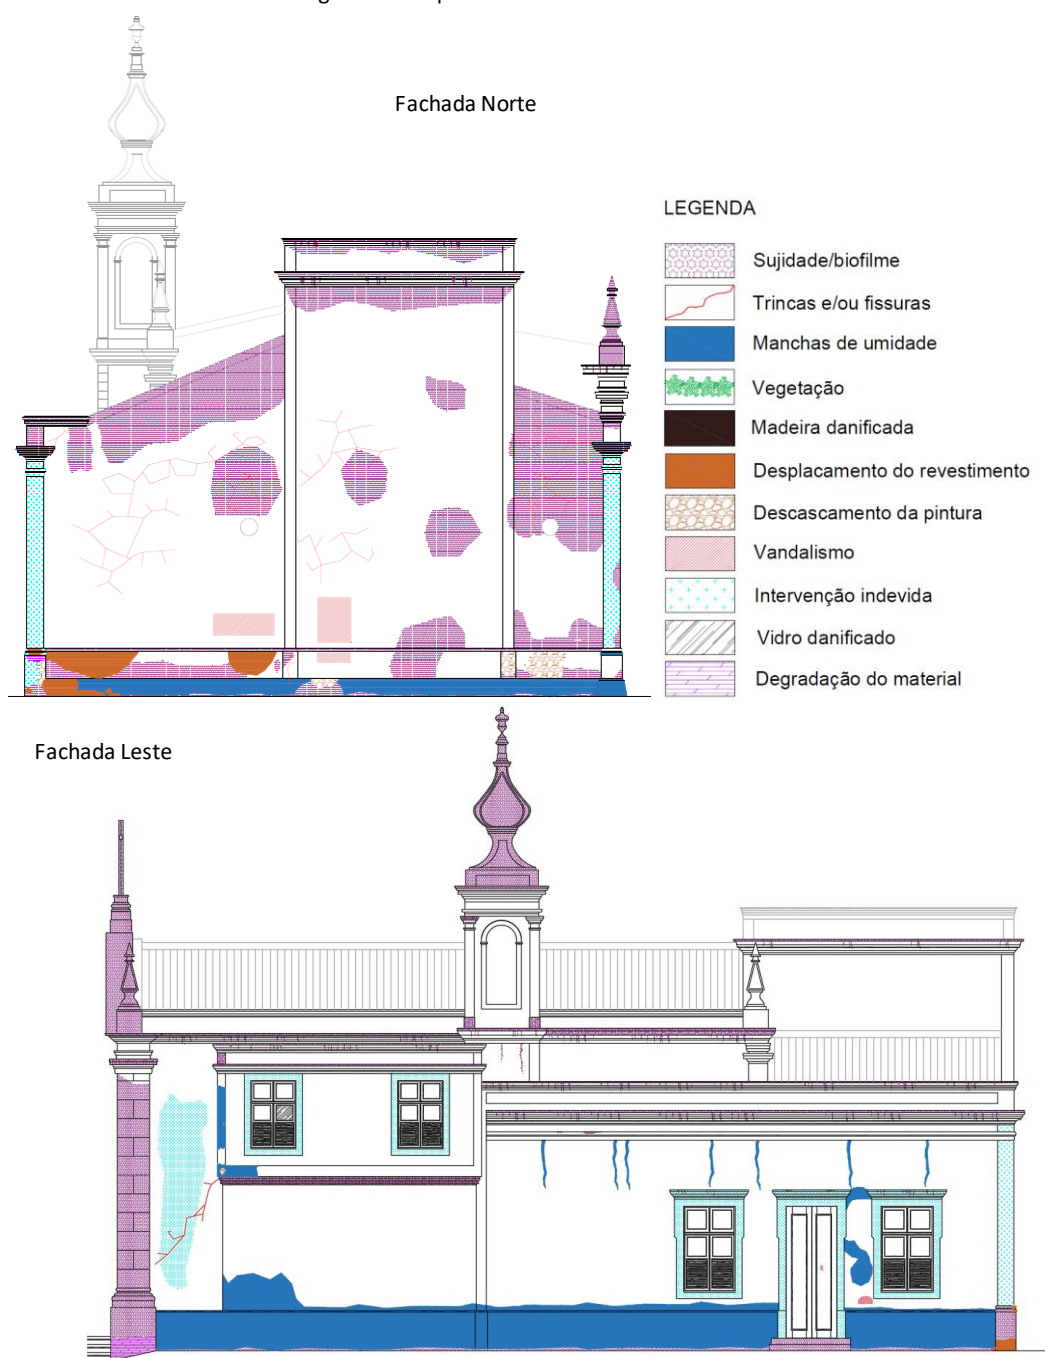 Fachada Norte
LEGENDA
Sujidade/biofilme
Trincas e/ou fissuras
Manchas de umidade
Vegetação
Madeira danificada
Desplacamento do revestimento
Descascamento da pintura
Vandalismo
Intervenção indevida
Vidro danificado
Degradação do material
Fachada Leste